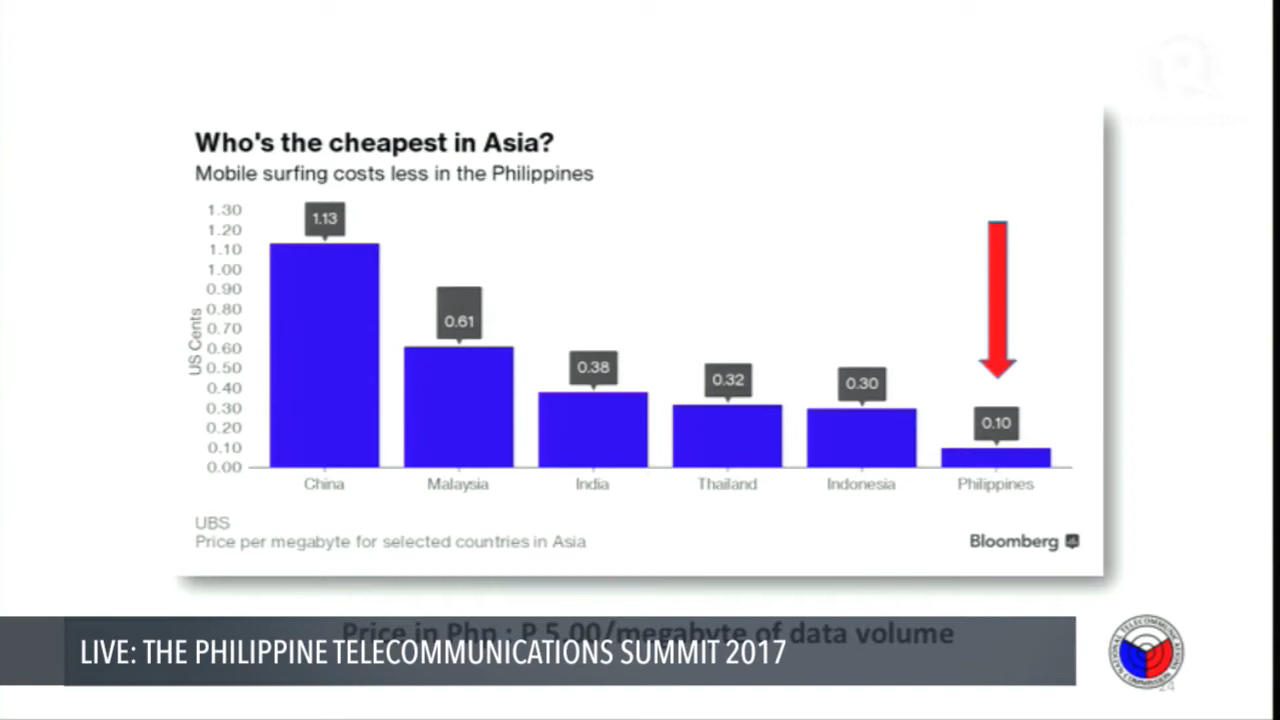 Who's the cheapest in Asia?
Mobile surfing costs less in the Philippines
US Cents
1.30
1.20
1.10
1.00
0.90
0.80
0.70
0.60
0.50
0.40
0.30
0.20
0.10
0.00
1.13
0.61
0.38
0.32
0.30
0.10
China
Malaysia
India
Thailand
Indonesia
Philippines
UBS
Price per megabyte for selected countries in Asia
Bloomberg
Price in Php : P 5.00/megabyte of data volume
LIVE: THE PHILIPPINE TELECOMMUNICATIONS SUMMIT 2017
NATIONAL TELECOMMUNICATIONS COMMISSION
24